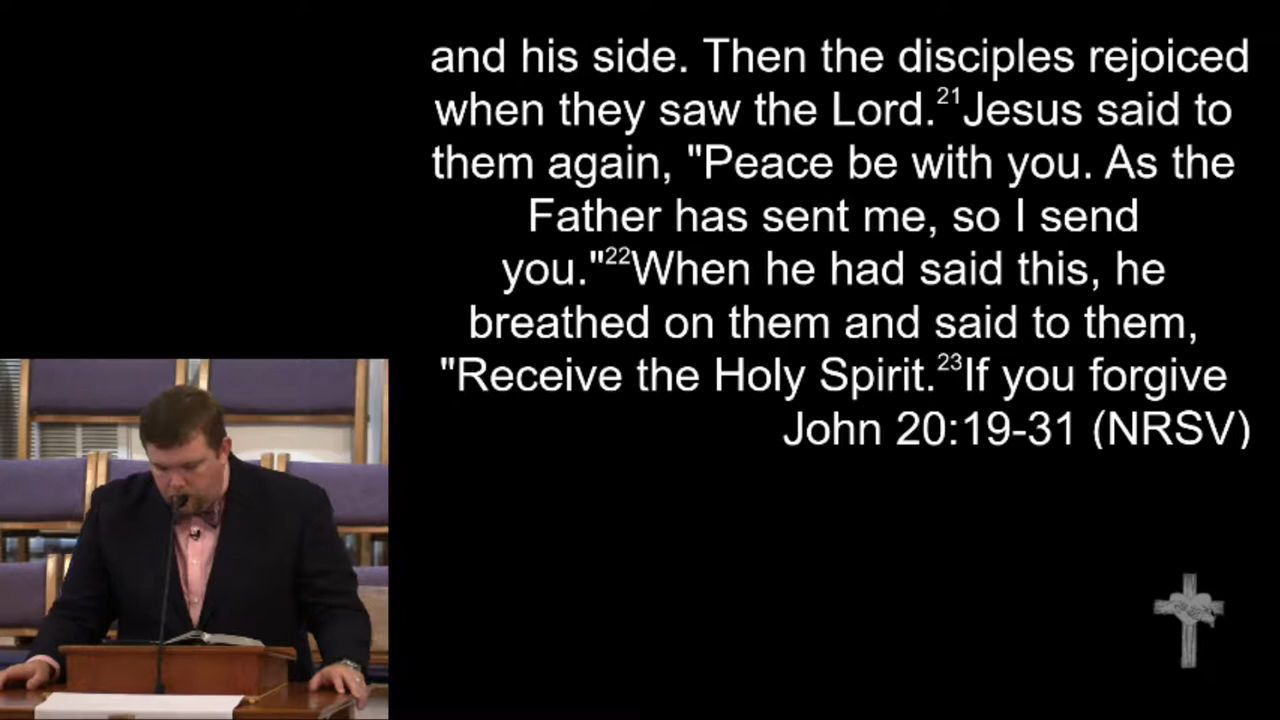 and his side. Then the disciples rejoiced
when they saw the Lord.²¹Jesus said to
them again, "Peace be with you. As the
Father has sent me, so I send
you."²²When he had said this, he
breathed on them and said to them,
"Receive the Holy Spirit.²³If you forgive
John 20:19-31 (NRSV)